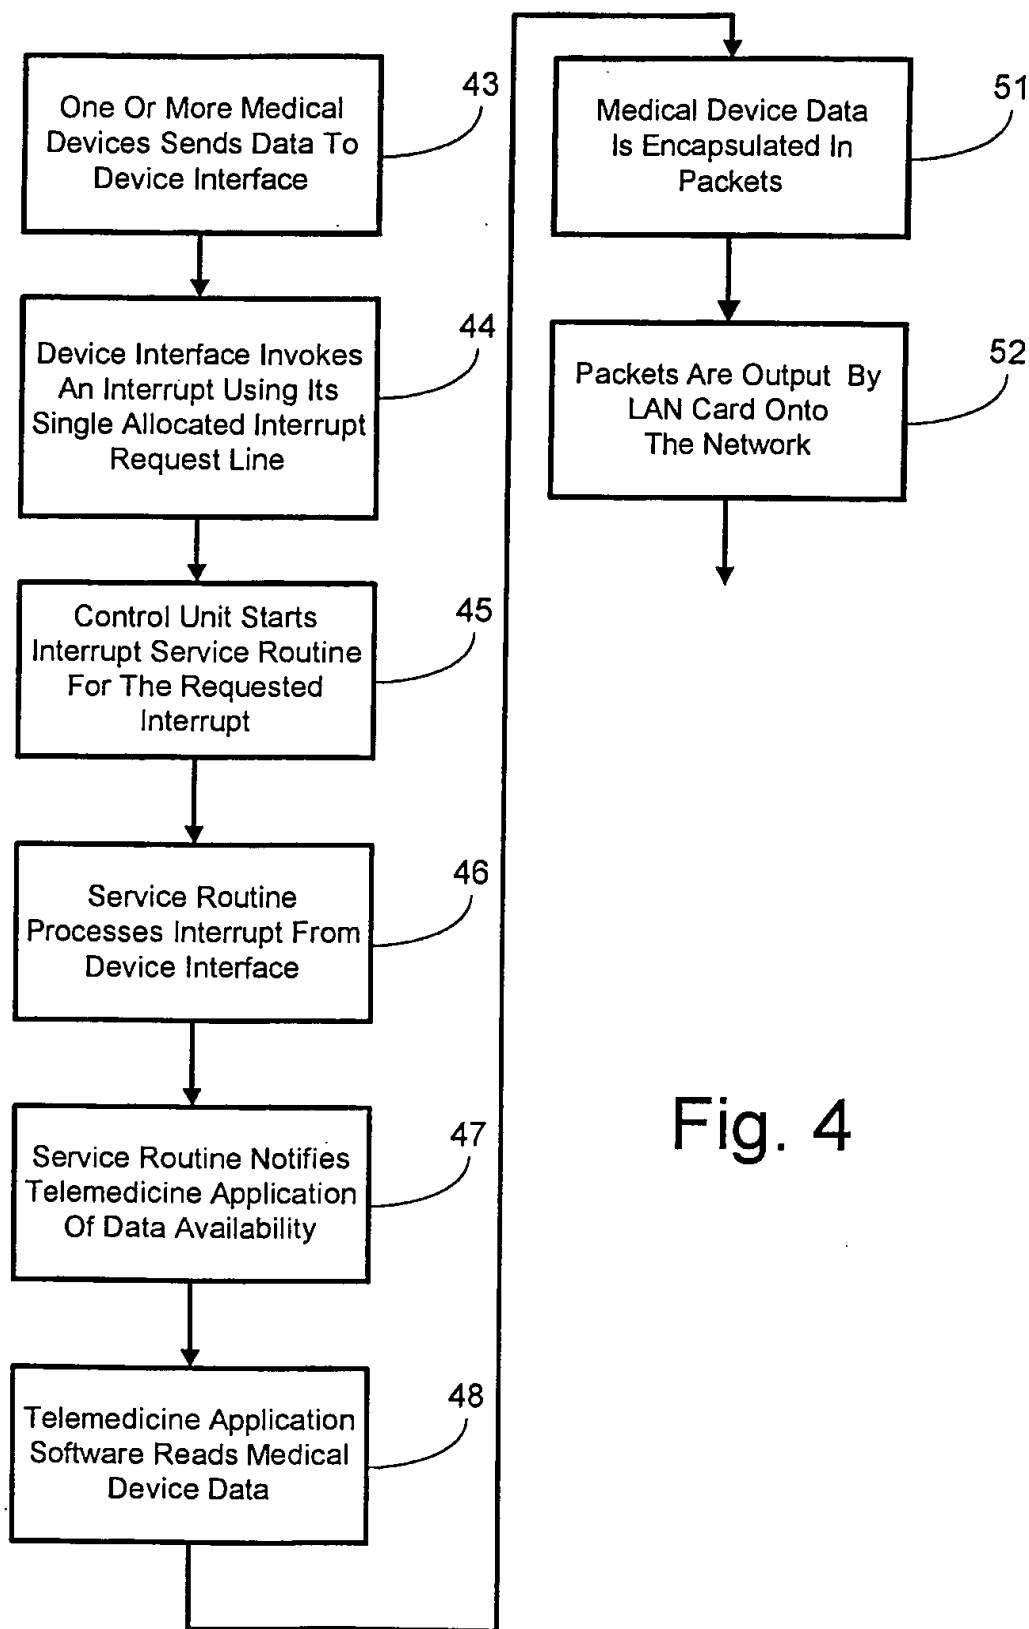 One Or More Medical
Devices Sends Data To
Device Interface
43
Device Interface Invokes
An Interrupt Using Its
Single Allocated Interrupt
Request Line
44
Control Unit Starts
Interrupt Service Routine
For The Requested
Interrupt
45
Service Routine
Processes Interrupt From
Device Interface
46
Service Routine Notifies
Telemedicine Application
Of Data Availability
47
Telemedicine Application
Software Reads Medical
Device Data
48
Medical Device Data
Is Encapsulated In
Packets
51
Packets Are Output By
LAN Card Onto
The Network
52
Fig. 4